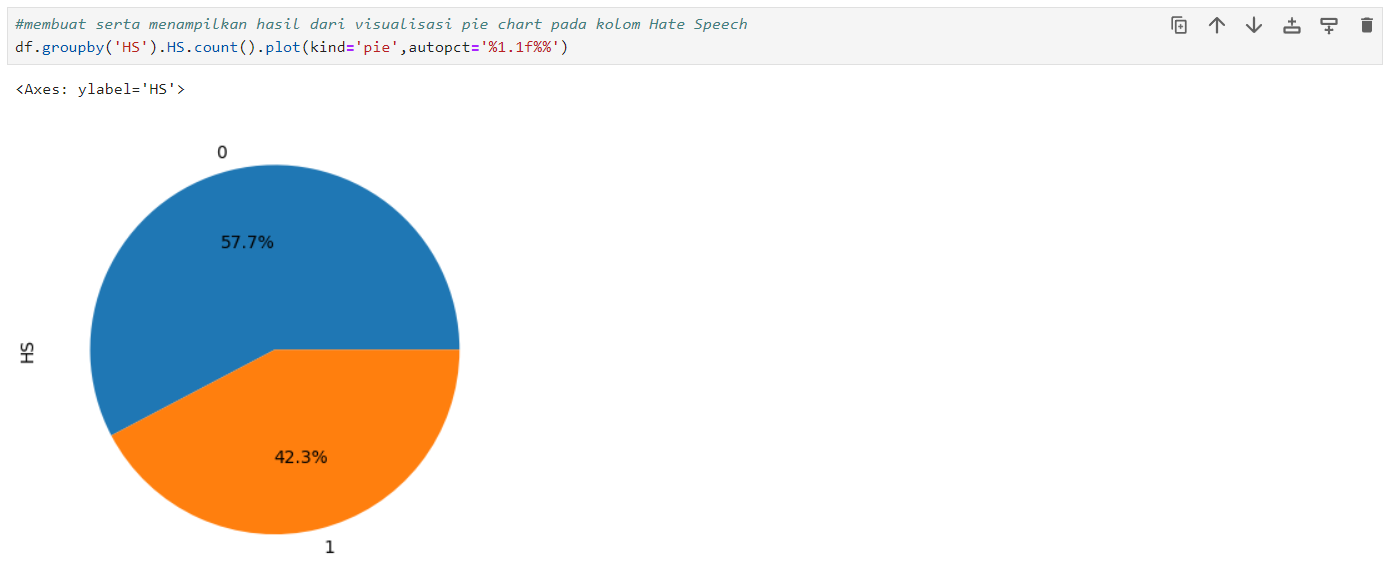 #membuat serta menampilkan hasil dari visualisasi pie chart pada kolom Hate Speech
df.groupby('HS').HS.count().plot(kind='pie',autopct='%1.1f%%')
<Axes: ylabel='HS'>
0
57.7%
HS
42.3%
1